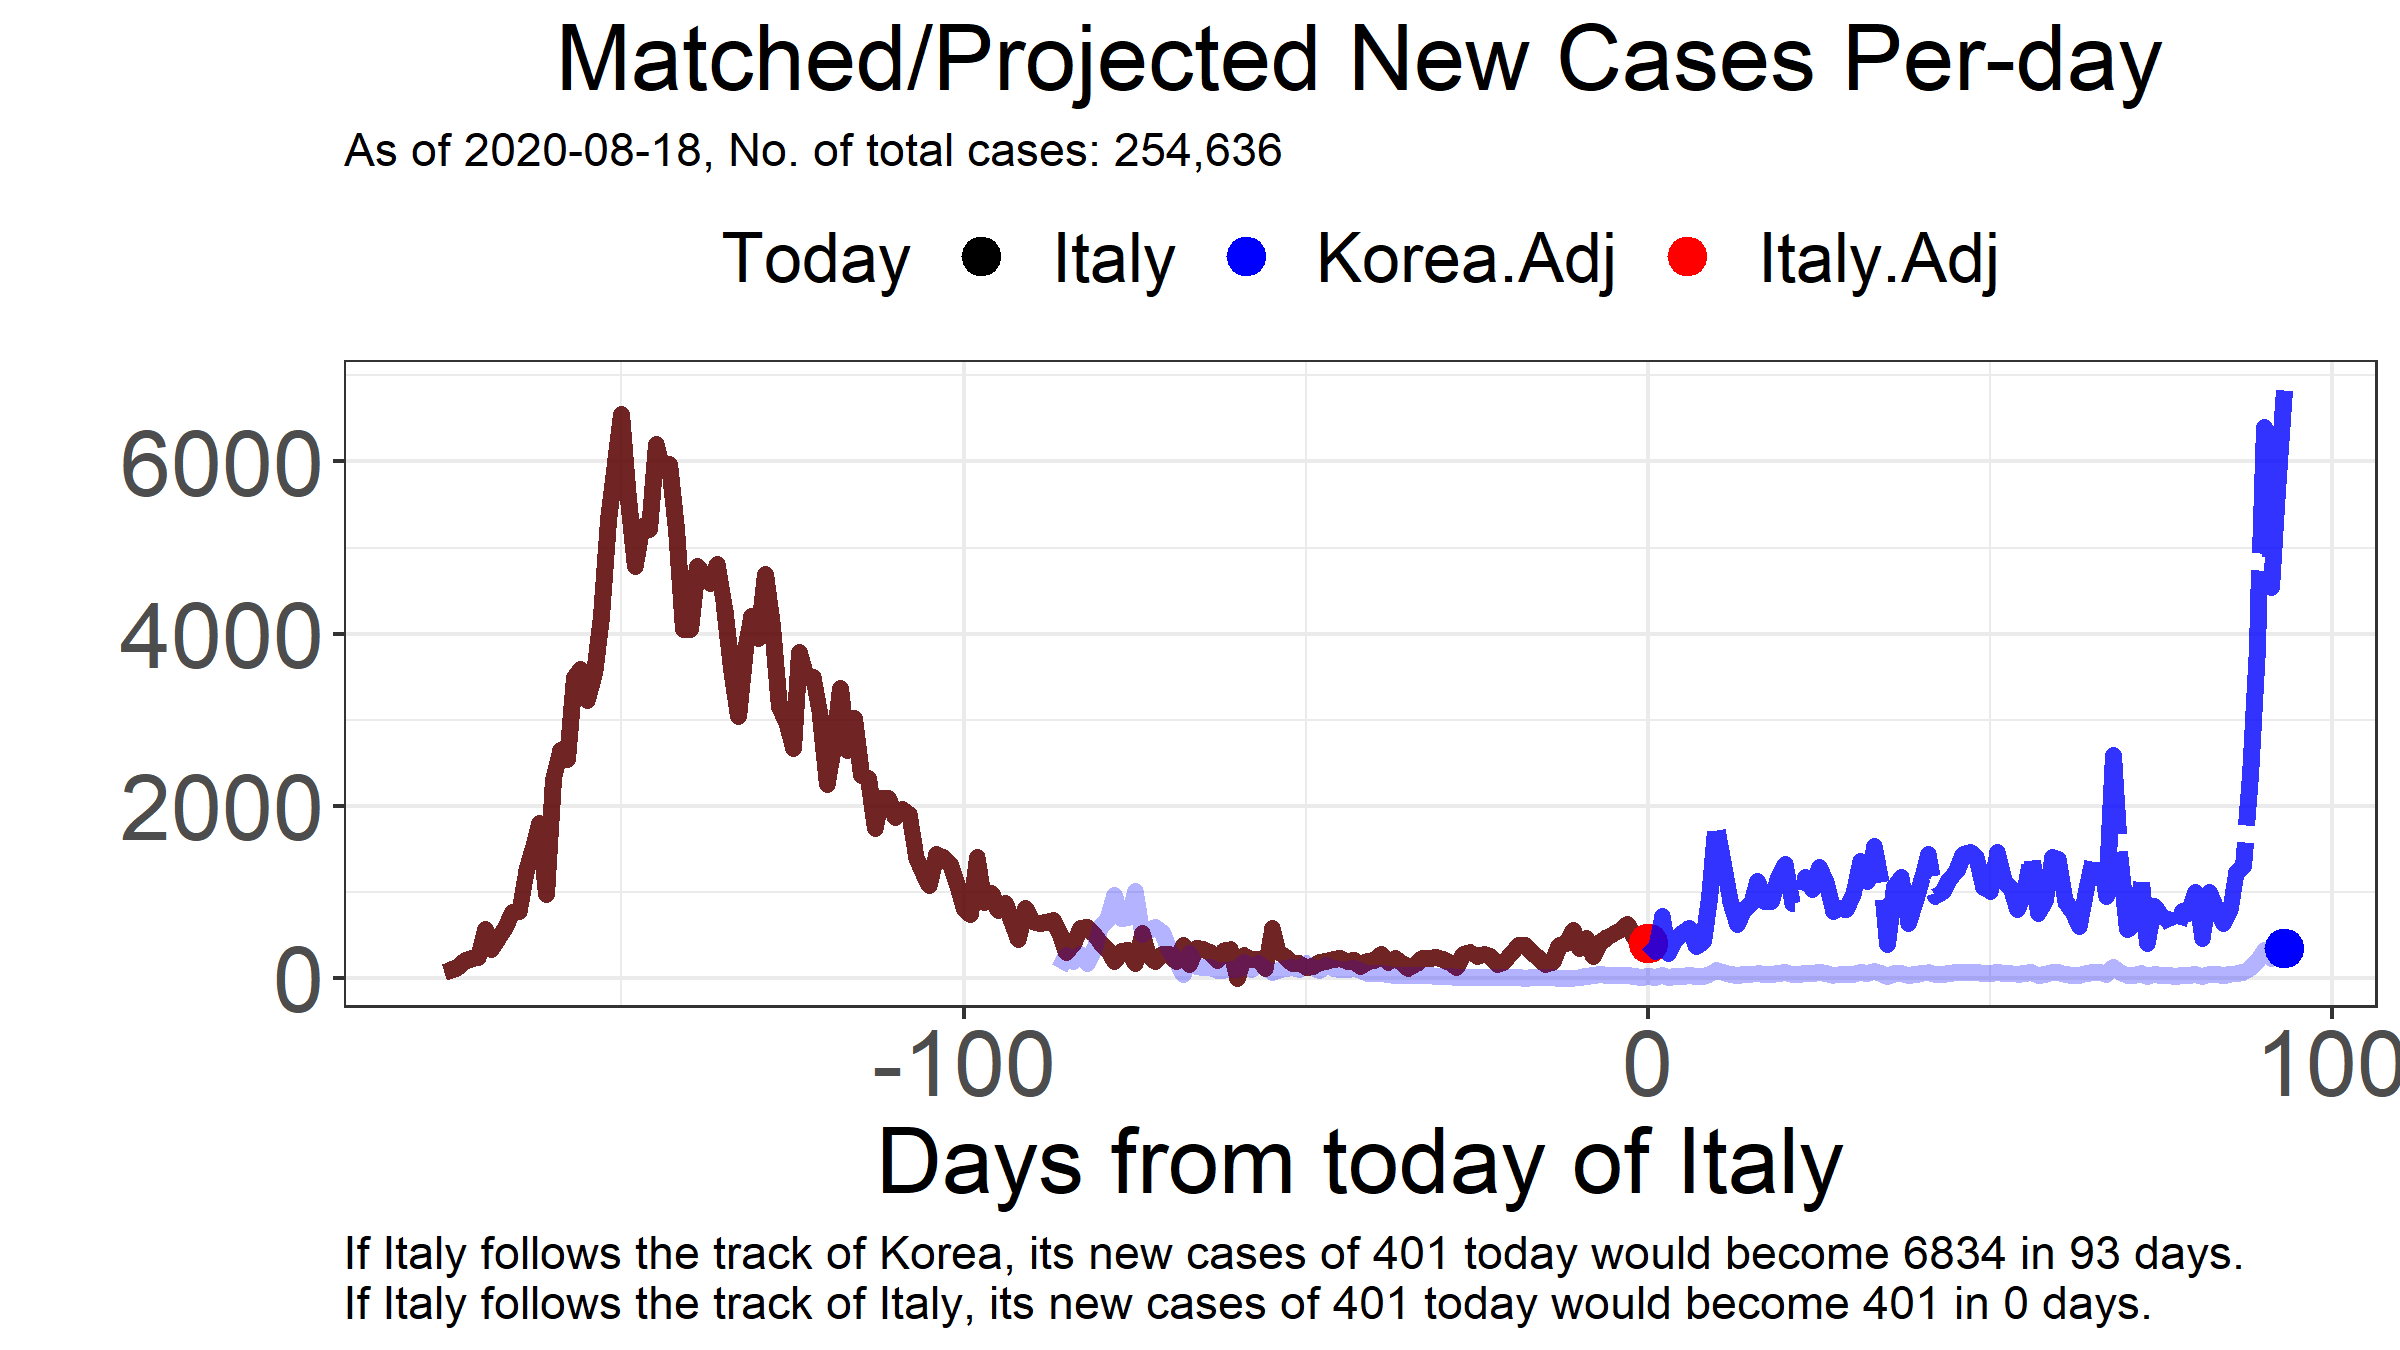 Matched/Projected New Cases Per-day
As of 2020-08-18, No. of total cases: 254,636
Today Italy Korea.Adj Italy.Adj
6000
4000
2000
0
-100 0 100
Days from today of Italy
If Italy follows the track of Korea, its new cases of 401 today would become 6834 in 93 days.
If Italy follows the track of Italy, its new cases of 401 today would become 401 in 0 days.